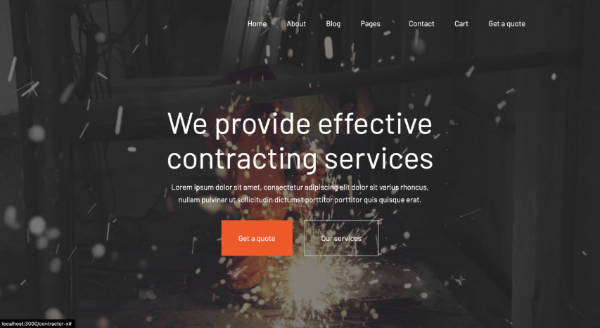 Home About Blog Pages Contact Cart Get a quote
We provide effective
contracting services
Lorem ipsum dolor sit amet, consectetur adipiscing elit dolor sit varius rhoncus,
nullam pulvinar ut sollicitudin dictumst porttitor porttitor quis quisque erat.
Get a quote Our services
localhost:3000/contractor-x#